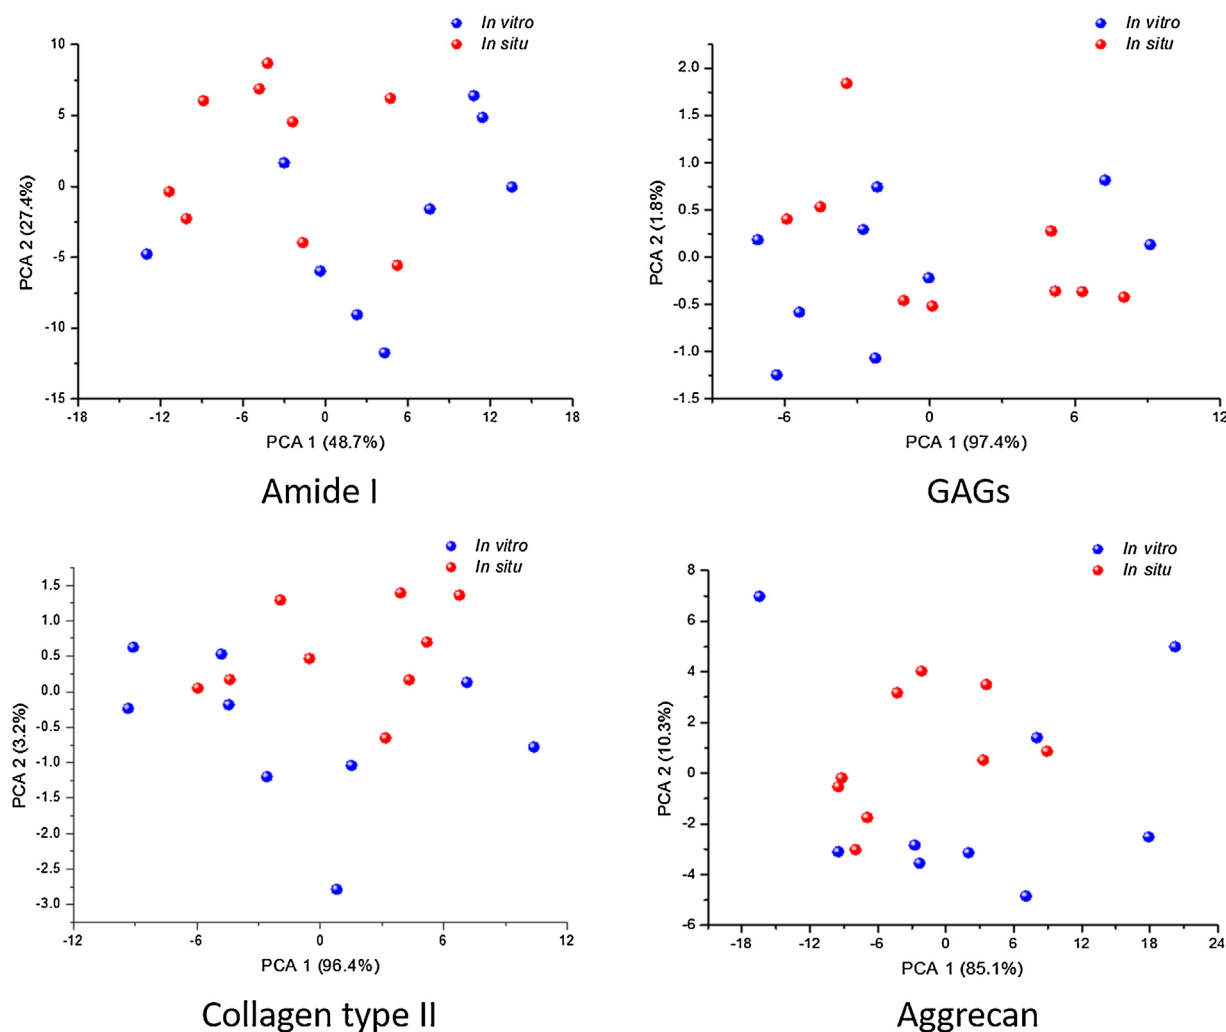 In vitro
In situ
10
5
0
-5
-10
-15
-18
-12
-6
0
6
12
18
PCA 2 (27.4%)
PCA 1 (48.7%)
Amide I
In vitro
In situ
2.0
1.5
1.0
0.5
0.0
-0.5
-1.0
-1.5
-6
0
6
12
PCA 2 (1.8%)
PCA 1 (97.4%)
GAGs
In vitro
In situ
1.5
1.0
0.5
0.0
-0.5
-1.0
-1.5
-2.0
-2.5
-3.0
-12
-6
0
6
12
PCA 2 (3.2%)
PCA 1 (96.4%)
Collagen type II
In vitro
In situ
8
6
4
2
0
-2
-4
-6
-18
-12
-6
0
6
12
18
24
PCA 2 (10.3%)
PCA 1 (85.1%)
Aggrecan